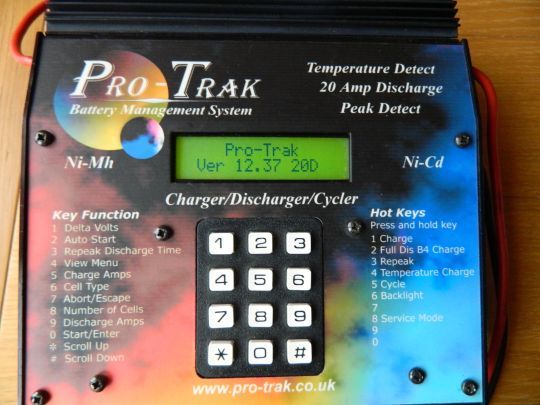 PRO-TRAK
Battery Management System
Temperature Detect
20 Amp Discharge
Peak Detect
Pro-Trak
Ver 12.37 20D
Ni-Mh
Ni-Cd
Charger/Discharger/Cycler
Key Function
1 Delta Volts
2 Auto Start
3 Repeak Discharge Time
4 View Menu
5 Charge Amps
6 Cell Type
7 Abort/Escape
8 Number of Cells
9 Discharge Amps
0 Start/Enter
* Scroll Up
# Scroll Down
1 2 3
4 5 6
7 8 9
* 0 #
Hot Keys
Press and hold key
1 Charge
2 Full Dis B4 Charge
3 Repeak
4 Temperature Charge
5 Cycle
6 Backlight
7
8 Service Mode
9
0
www.pro-trak.co.uk